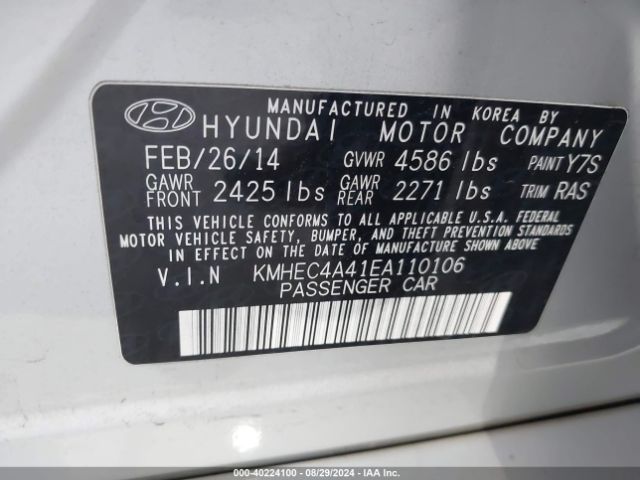 MANUFACTURED IN KOREA BY
HYUNDAI MOTOR COMPANY
FEB/26/14 GVWR 4586 lbs PAINT Y7S
GAWR FRONT 2425 lbs GAWR REAR 2271 lbs TRIM RAS
THIS VEHICLE CONFORMS TO ALL APPLICABLE U.S.A. FEDERAL
MOTOR VEHICLE SAFETY, BUMPER, AND THEFT PREVENTION STANDARDS
IN EFFECT ON THE DATE OF MANUFACTURE SHOWN ABOVE.
V.I.N KMHEC4A41EA110106
PASSENGER CAR
000-40224100 - 08/29/2024 - IAAI.COM